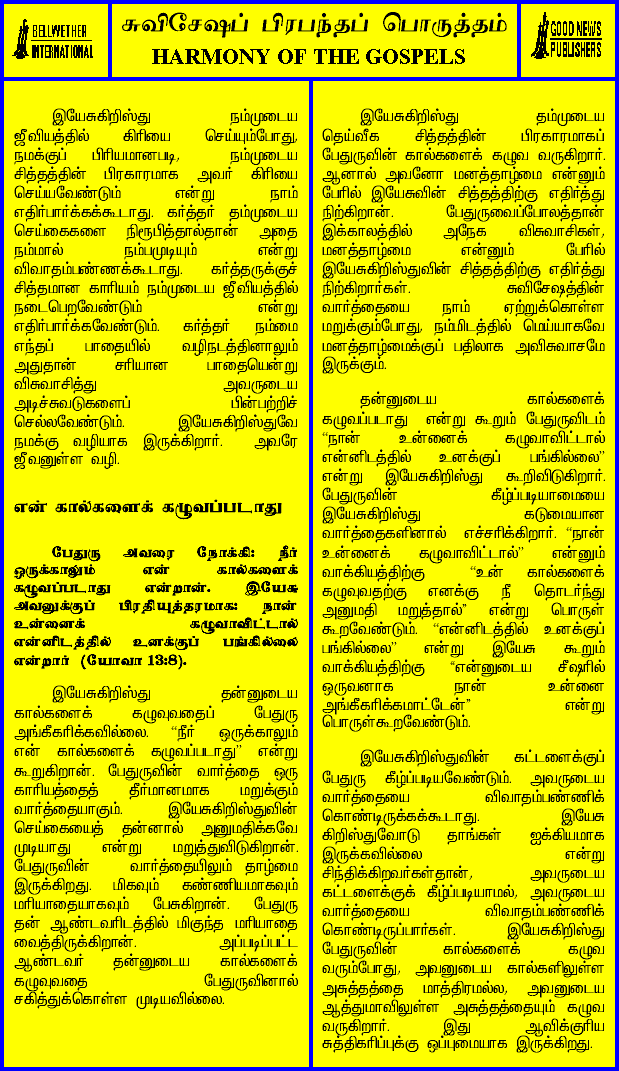 BELLWETHER
INTERNATIONAL
சுவிசேஷப் பிரபந்தப் பொருத்தம்
HARMONY OF THE GOSPELS
GOOD NEWS
PUBLISHERS
இயேசுகிறிஸ்து நம்முடைய
ஜீவியத்தில் கிரியை செய்யும்போது,
நமக்குப் பிரியமானபடி, நம்முடைய
சித்தத்தின் பிரகாரமாக அவர் கிரியை
செய்யவேண்டும் என்று நாம்
எதிர்பார்க்கக்கூடாது. கர்த்தர் தம்முடைய
செய்கைகளை நிரூபித்தால்தான் அதை
நம்மால் நம்பமுடியும் என்று
விவாதம்பண்ணக்கூடாது. கர்த்தருக்குச்
சித்தமான காரியம் நம்முடைய ஜீவியத்தில்
நடைபெறவேண்டும் என்று
எதிர்பார்க்கவேண்டும். கர்த்தர் நம்மை
எந்தப் பாதையில் வழிநடத்தினாலும்
அதுதான் சரியான பாதையென்று
விசுவாசித்து அவருடைய
அடிச்சுவடுகளைப் பின்பற்றிச்
செல்லவேண்டும். இயேசுகிறிஸ்துவே
நமக்கு வழியாக இருக்கிறார். அவரே
ஜீவனுள்ள வழி.
என் கால்களைக் கழுவப்படாது
பேதுரு அவரை நோக்கி: நீர்
ஒருக்காலும் என் கால்களைக்
கழுவப்படாது என்றான். இயேசு
அவனுக்குப் பிரதியுத்தரமாக: நான்
உன்னைக் கழுவாவிட்டால்
என்னிடத்தில் உனக்குப் பங்கில்லை
என்றார் (யோவா 13:8).
இயேசுகிறிஸ்து தன்னுடைய
கால்களைக் கழுவுவதைப் பேதுரு
அங்கீகரிக்கவில்லை. “நீர் ஒருக்காலும்
என் கால்களைக் கழுவப்படாது” என்று
கூறுகிறான். பேதுருவின் வார்த்தை ஒரு
காரியத்தைத் தீர்மானமாக மறுக்கும்
வார்த்தையாகும். இயேசுகிறிஸ்துவின்
செய்கையைத் தன்னால் அனுமதிக்கவே
முடியாது என்று மறுத்துவிடுகிறான்.
பேதுருவின் வார்த்தையிலும் தாழ்மை
இருக்கிறது. மிகவும் கண்ணியமாகவும்
மரியாதையாகவும் பேசுகிறான். பேதுரு
தன் ஆண்டவரிடத்தில் மிகுந்த மரியாதை
வைத்திருக்கிறான். அப்படிப்பட்ட
ஆண்டவர் தன்னுடைய கால்களைக்
கழுவுவதை பேதுருவினால்
சகித்துக்கொள்ள முடியவில்லை.
இயேசுகிறிஸ்து தம்முடைய
தெய்வீக சித்தத்தின் பிரகாரமாகப்
பேதுருவின் கால்களைக் கழுவ வருகிறார்.
ஆனால் அவனோ மனத்தாழ்மை என்னும்
பேரில் இயேசுவின் சித்தத்திற்கு எதிர்த்து
நிற்கிறான். பேதுருவைப்போலத்தான்
இக்காலத்தில் அநேக விசுவாசிகள்,
மனத்தாழ்மை என்னும் பேரில்
இயேசுகிறிஸ்துவின் சித்தத்திற்கு எதிர்த்து
நிற்கிறார்கள். சுவிசேஷத்தின்
வார்த்தையை நாம் ஏற்றுக்கொள்ள
மறுக்கும்போது, நம்மிடத்தில் மெய்யாகவே
மனத்தாழ்மைக்குப் பதிலாக அவிசுவாசமே
இருக்கும்.
தன்னுடைய கால்களைக்
கழுவப்படாது என்று கூறும் பேதுருவிடம்
“நான் உன்னைக் கழுவாவிட்டால்
என்னிடத்தில் உனக்குப் பங்கில்லை”
என்று இயேசுகிறிஸ்து கூறிவிடுகிறார்.
பேதுருவின் கீழ்ப்படியாமையை
இயேசுகிறிஸ்து கடுமையான
வார்த்தைகளினால் எச்சரிக்கிறார். “நான்
உன்னைக் கழுவாவிட்டால்” என்னும்
வாக்கியத்திற்கு “உன் கால்களைக்
கழுவுவதற்கு எனக்கு நீ தொடர்ந்து
அனுமதி மறுத்தால்” என்று பொருள்
கூறவேண்டும். “என்னிடத்தில் உனக்குப்
பங்கில்லை” என்று இயேசு கூறும்
வாக்கியத்திற்கு “என்னுடைய சீஷரில்
ஒருவனாக நான் உன்னை
அங்கீகரிக்கமாட்டேன்” என்று
பொருள்கூறவேண்டும்.
இயேசுகிறிஸ்துவின் கட்டளைக்குப்
பேதுரு கீழ்ப்படியவேண்டும். அவருடைய
வார்த்தையை விவாதம்பண்ணிக்
கொண்டிருக்கக்கூடாது. இயேசு
கிறிஸ்துவோடு தாங்கள் ஐக்கியமாக
இருக்கவில்லை என்று
சிந்திக்கிறவர்கள்தான், அவருடைய
கட்டளைக்குக் கீழ்ப்படியாமல், அவருடைய
வார்த்தையை விவாதம்பண்ணிக்
கொண்டிருப்பார்கள். இயேசுகிறிஸ்து
பேதுருவின் கால்களைக் கழுவ
வரும்போது, அவனுடைய கால்களிலுள்ள
அசுத்தத்தை மாத்திரமல்ல, அவனுடைய
ஆத்துமாவிலுள்ள அசுத்தத்தையும் கழுவ
வருகிறார். இது ஆவிக்குரிய
சுத்திகரிப்புக்கு ஒப்புமையாக இருக்கிறது.